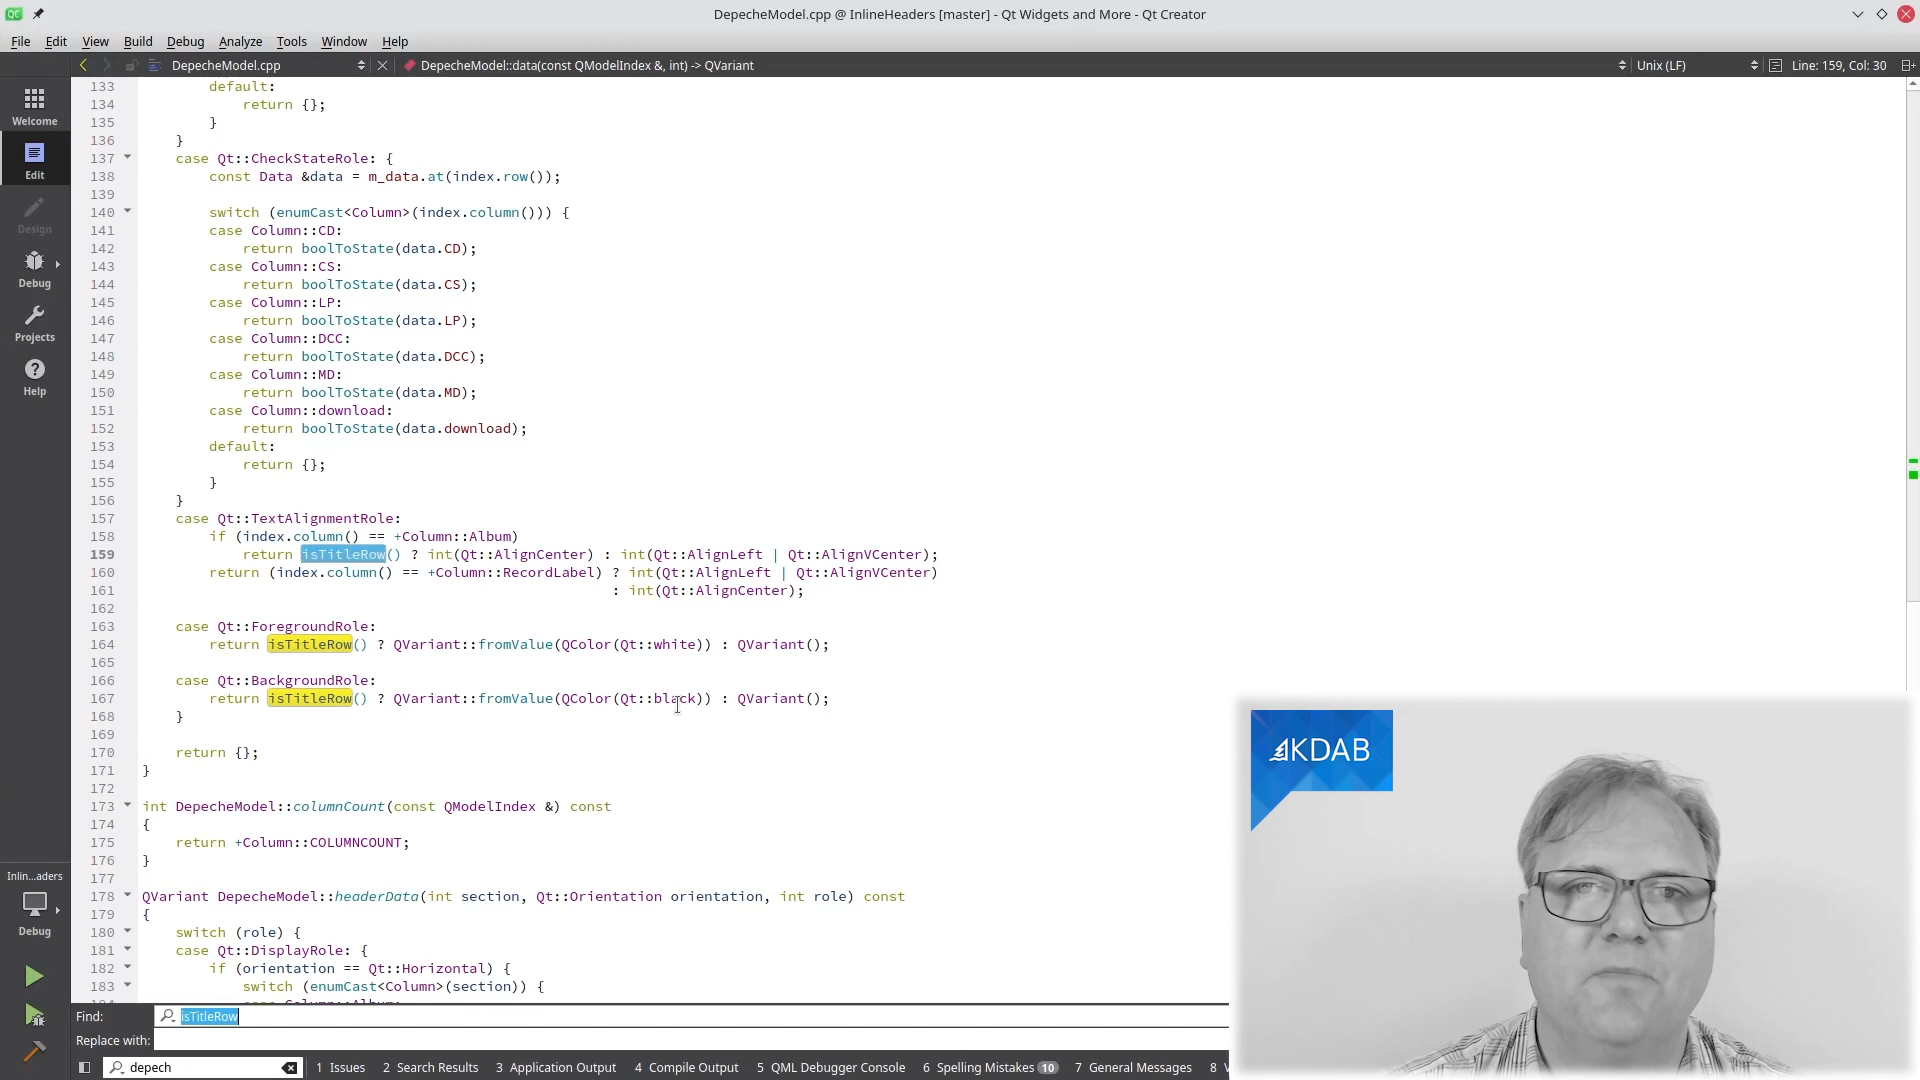 DepecheModel.cpp @ InlineHeaders [master] - Qt Widgets and More - Qt Creator
File Edit View Build Debug Analyze Tools Window Help
DepecheModel.cpp DepecheModel::data(const QModelIndex &, int) -> QVariant Unix (LF) Line: 159, Col: 30
Welcome
Edit
Design
Debug
Projects
Help
133 default:
134 return {};
135 }
136 }
137 case Qt::CheckStateRole: {
138 const Data &data = m_data.at(index.row());
139
140 switch (enumCast<Column>(index.column())) {
141 case Column::CD:
142 return boolToState(data.CD);
143 case Column::CS:
144 return boolToState(data.CS);
145 case Column::LP:
146 return boolToState(data.LP);
147 case Column::DCC:
148 return boolToState(data.DCC);
149 case Column::MD:
150 return boolToState(data.MD);
151 case Column::download:
152 return boolToState(data.download);
153 default:
154 return {};
155 }
156 }
157 case Qt::TextAlignmentRole:
158 if (index.column() == +Column::Album)
159 return isTitleRow() ? int(Qt::AlignCenter) : int(Qt::AlignLeft | Qt::AlignVCenter);
160 return (index.column() == +Column::RecordLabel) ? int(Qt::AlignLeft | Qt::AlignVCenter)
161 : int(Qt::AlignCenter);
162
163 case Qt::ForegroundRole:
164 return isTitleRow() ? QVariant::fromValue(QColor(Qt::white)) : QVariant();
165
166 case Qt::BackgroundRole:
167 return isTitleRow() ? QVariant::fromValue(QColor(Qt::black)) : QVariant();
168 }
169
170 return {};
171 }
172
173 int DepecheModel::columnCount(const QModelIndex &) const
174 {
175 return +Column::COLUMNCOUNT;
176 }
177
178 QVariant DepecheModel::headerData(int section, Qt::Orientation orientation, int role) const
179 {
180 switch (role) {
181 case Qt::DisplayRole: {
182 if (orientation == Qt::Horizontal) {
183 switch (enumCast<Column>(section)) {
KDAB
Inlin...aders
Debug
Find: isTitleRow
Replace with:
depech 1 Issues 2 Search Results 3 Application Output 4 Compile Output 5 QML Debugger Console 6 Spelling Mistakes 10 7 General Messages 8